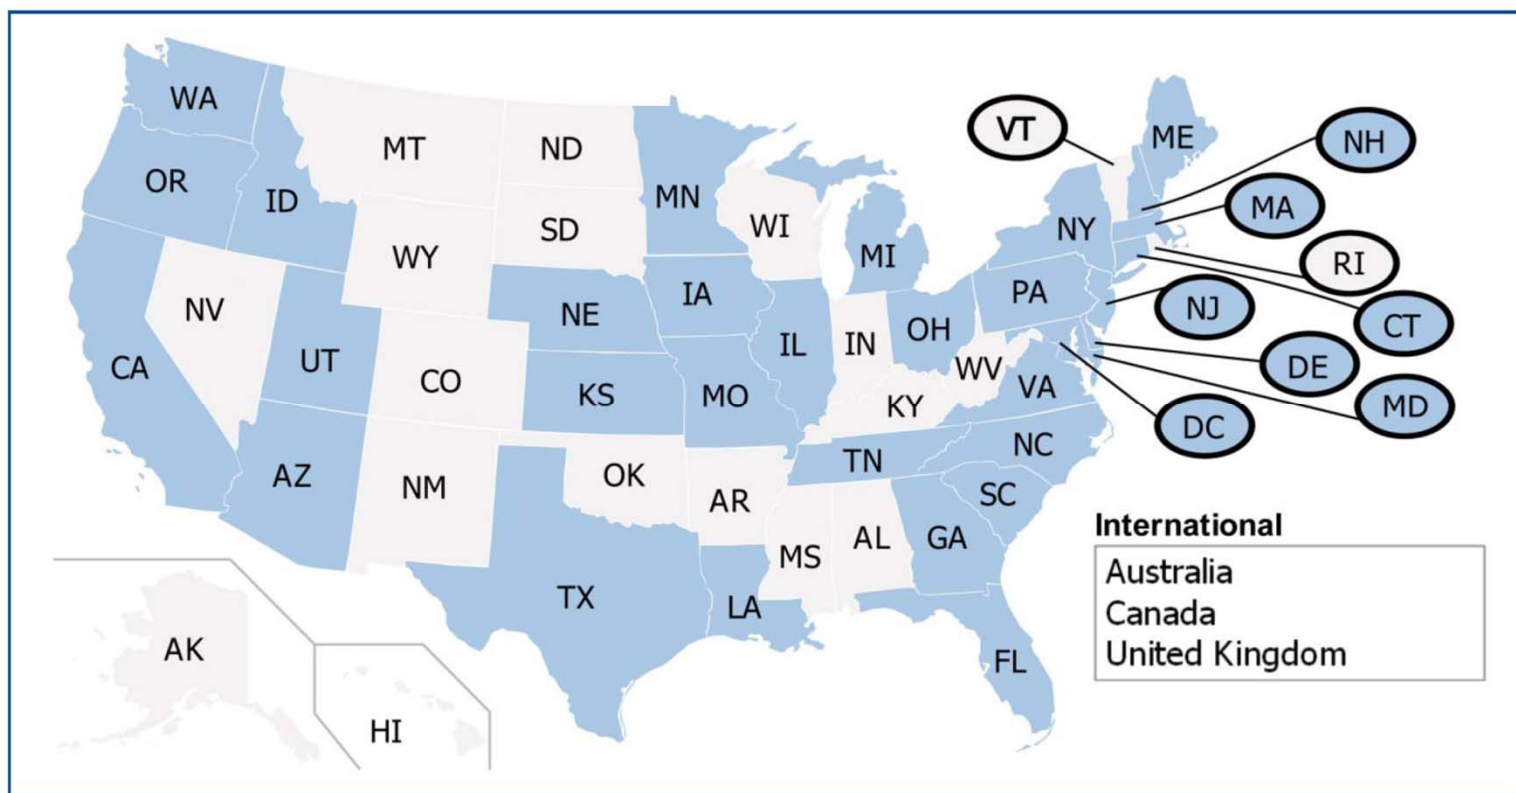 WA
MT
ND
MN
VT
ME
NH
OR
ID
SD
WI
MI
NY
MA
WY
RI
NV
UT
NE
IA
PA
NJ
CT
CA
CO
KS
MO
IL
IN
OH
WV
VA
DE
MD
KY
DC
AZ
NM
OK
AR
TN
NC
SC
MS
AL
GA
TX
LA
FL
AK
HI
International
Australia
Canada
United Kingdom